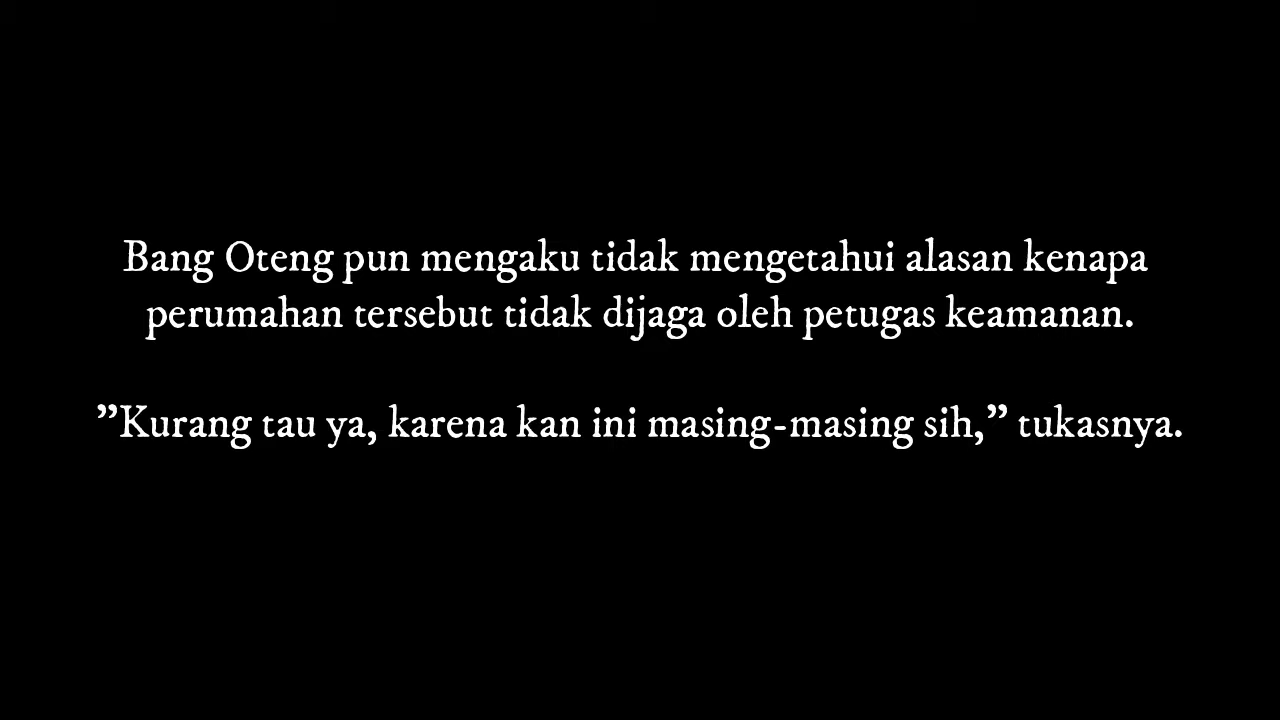 Bang Oteng pun mengaku tidak mengetahui alasan kenapa
perumahan tersebut tidak dijaga oleh petugas keamanan.
”Kurang tau ya, karena kan ini masing-masing sih,” tukasnya.